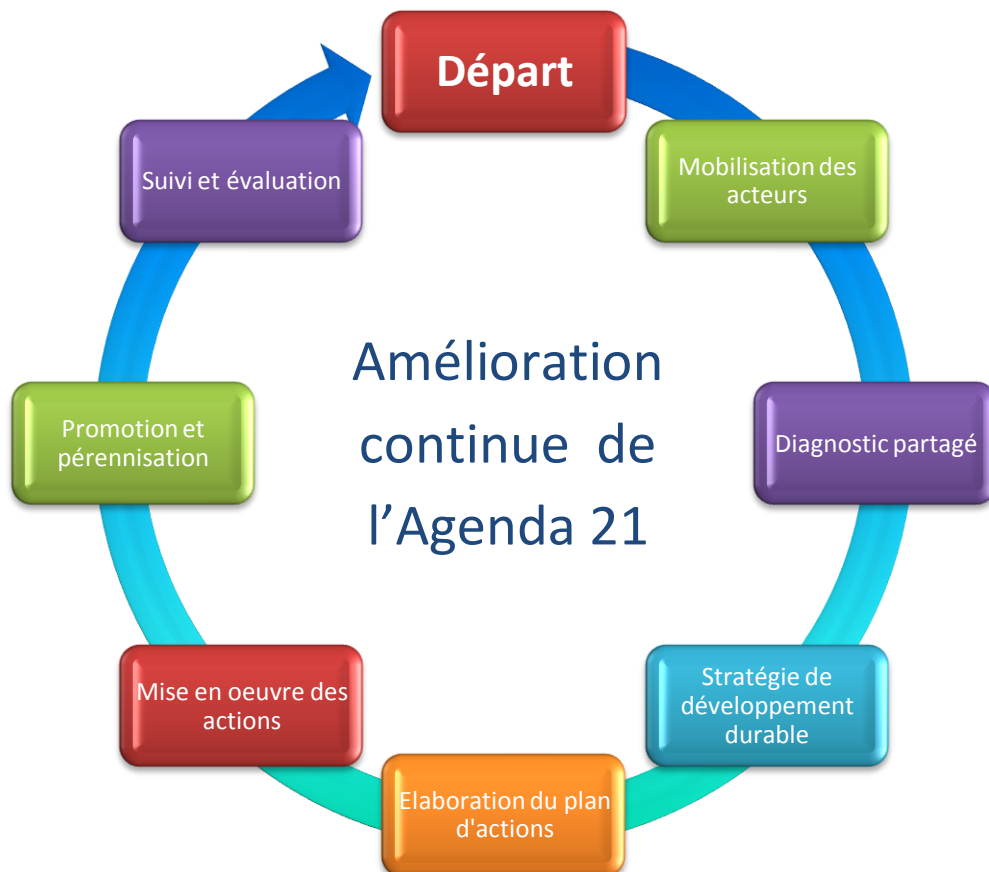 Départ
Mobilisation des
acteurs
Diagnostic partagé
Stratégie de
développement
durable
Elaboration du plan
d'actions
Mise en oeuvre des
actions
Promotion et
pérennisation
Suivi et évaluation
Amélioration
continue de
l’Agenda 21